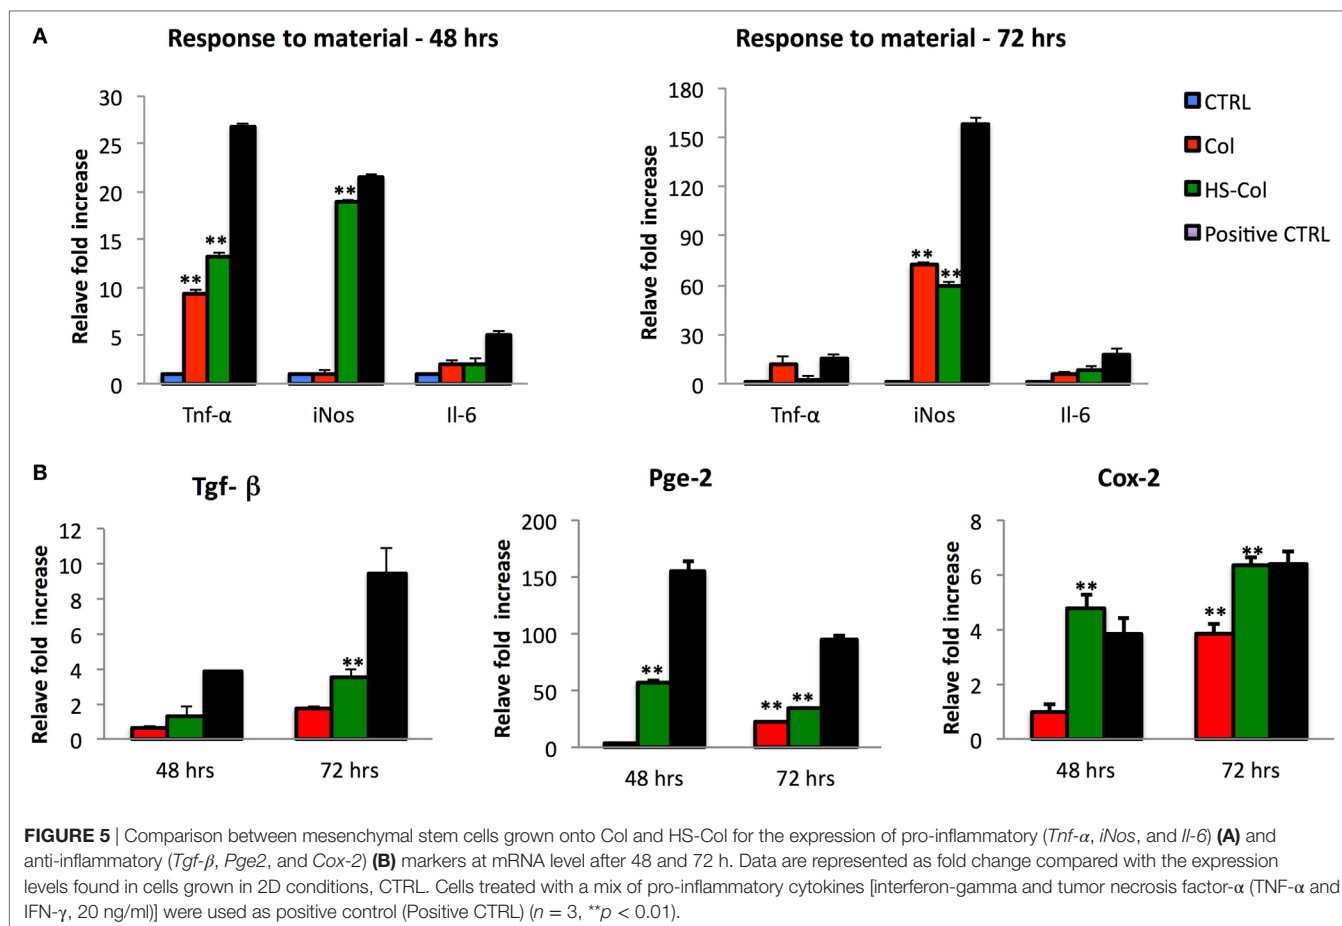 A
Response to material - 48 hrs
Relave fold increase
30
25
20
15
10
5
0
**
**
**
Tnf-α
iNos
Il-6
Response to material - 72 hrs
Relave fold increase
180
150
120
90
60
30
0
**
**
Tnf-α
iNos
Il-6
CTRL
Col
HS-Col
Positive CTRL
B
Tgf- β
Relave fold increase
12
10
8
6
4
2
0
**
48 hrs
72 hrs
Pge-2
Relave fold increase
200
150
100
50
0
**
**
**
48 hrs
72 hrs
Cox-2
Relave fold increase
8
6
4
2
0
**
**
**
48 hrs
72 hrs
FIGURE 5 | Comparison between mesenchymal stem cells grown onto Col and HS-Col for the expression of pro-inflammatory (Tnf-α, iNos, and Il-6) (A) and
anti-inflammatory (Tgf-β, Pge2, and Cox-2) (B) markers at mRNA level after 48 and 72 h. Data are represented as fold change compared with the expression
levels found in cells grown in 2D conditions, CTRL. Cells treated with a mix of pro-inflammatory cytokines [interferon-gamma and tumor necrosis factor-α (TNF-α and
IFN-γ, 20 ng/ml)] were used as positive control (Positive CTRL) (n = 3, **p < 0.01).